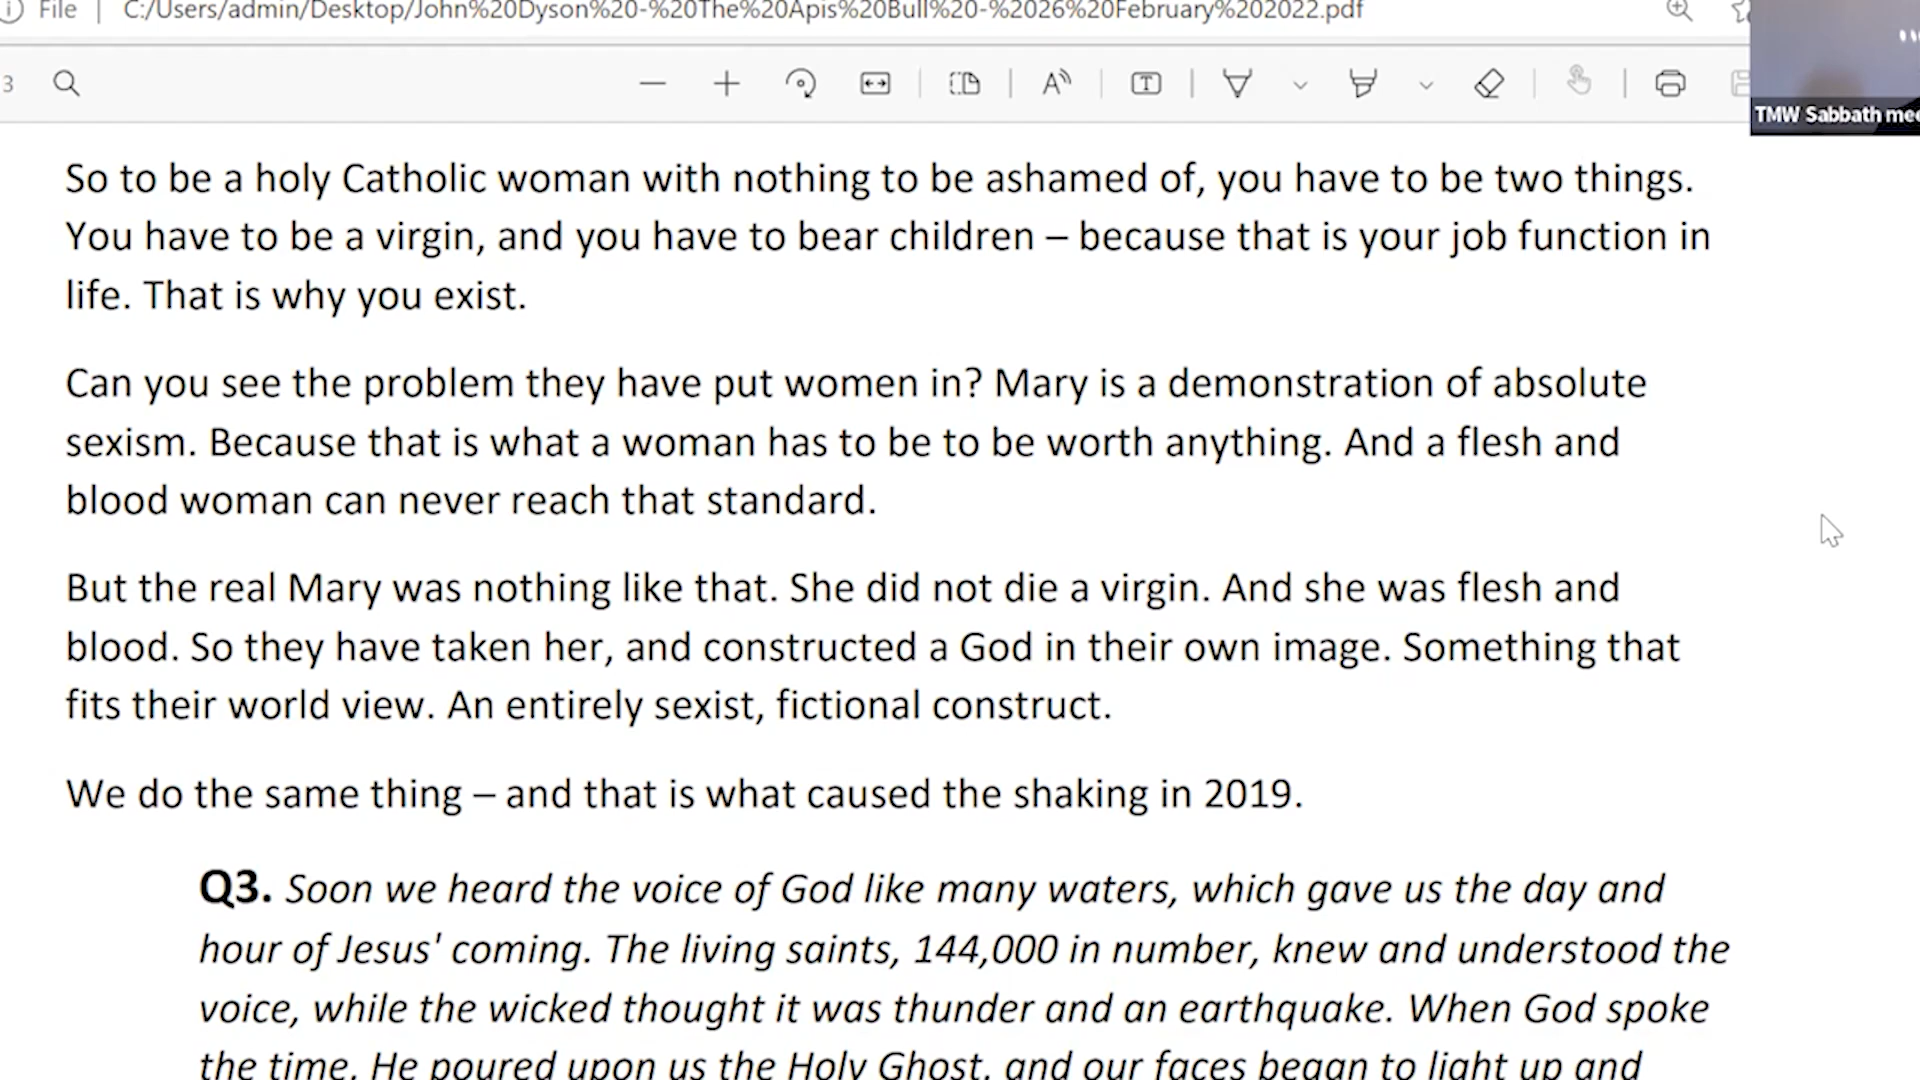 File | C:/Users/admin/Desktop/John%20Dyson%20-%20The%20Apis%20Bull%20-%2026%20February%202022.pdf
3
TMW Sabbath mee
So to be a holy Catholic woman with nothing to be ashamed of, you have to be two things.
You have to be a virgin, and you have to bear children – because that is your job function in
life. That is why you exist.
Can you see the problem they have put women in? Mary is a demonstration of absolute
sexism. Because that is what a woman has to be to be worth anything. And a flesh and
blood woman can never reach that standard.
But the real Mary was nothing like that. She did not die a virgin. And she was flesh and
blood. So they have taken her, and constructed a God in their own image. Something that
fits their world view. An entirely sexist, fictional construct.
We do the same thing – and that is what caused the shaking in 2019.
Q3. Soon we heard the voice of God like many waters, which gave us the day and
hour of Jesus' coming. The living saints, 144,000 in number, knew and understood the
voice, while the wicked thought it was thunder and an earthquake. When God spoke
the time, He poured upon us the Holy Ghost, and our faces began to light up and